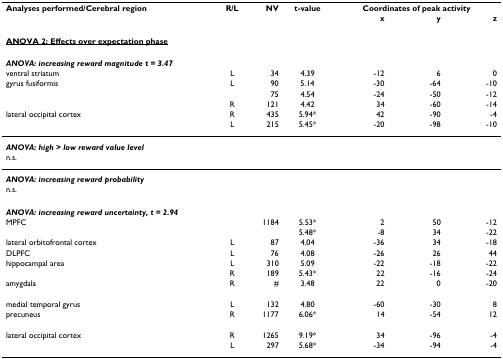 Analyses performed/Cerebral region R/L NV t-value Coordinates of peak activity
x y z
ANOVA 2: Effects over expectation phase
ANOVA: increasing reward magnitude t = 3.47
ventral striatum L 34 4.39 -12 6 0
gyrus fusiformis L 90 5.14 -30 -64 -10
75 4.54 -24 -50 -12
R 121 4.42 34 -60 -14
lateral occipital cortex R 435 5.94* 42 -90 -4
L 215 5.45* -20 -98 -10
ANOVA: high > low reward value level
n.s.
ANOVA: increasing reward probability
n.s.
ANOVA: increasing reward uncertainty, t = 2.94
MPFC 1184 5.53* 2 50 -12
5.48* -8 34 -22
lateral orbitofrontal cortex L 87 4.04 -36 34 -18
DLPFC L 76 4.08 -26 26 44
hippocampal area L 310 5.09 -22 -18 -22
R 189 5.43* 22 -16 -24
amygdala R # 3.48 22 0 -20
medial temporal gyrus L 132 4.80 -60 -30 8
precuneus R 1177 6.06* 14 -54 12
lateral occipital cortex R 1265 9.19* 34 -96 -4
L 297 5.68* -34 -94 -4